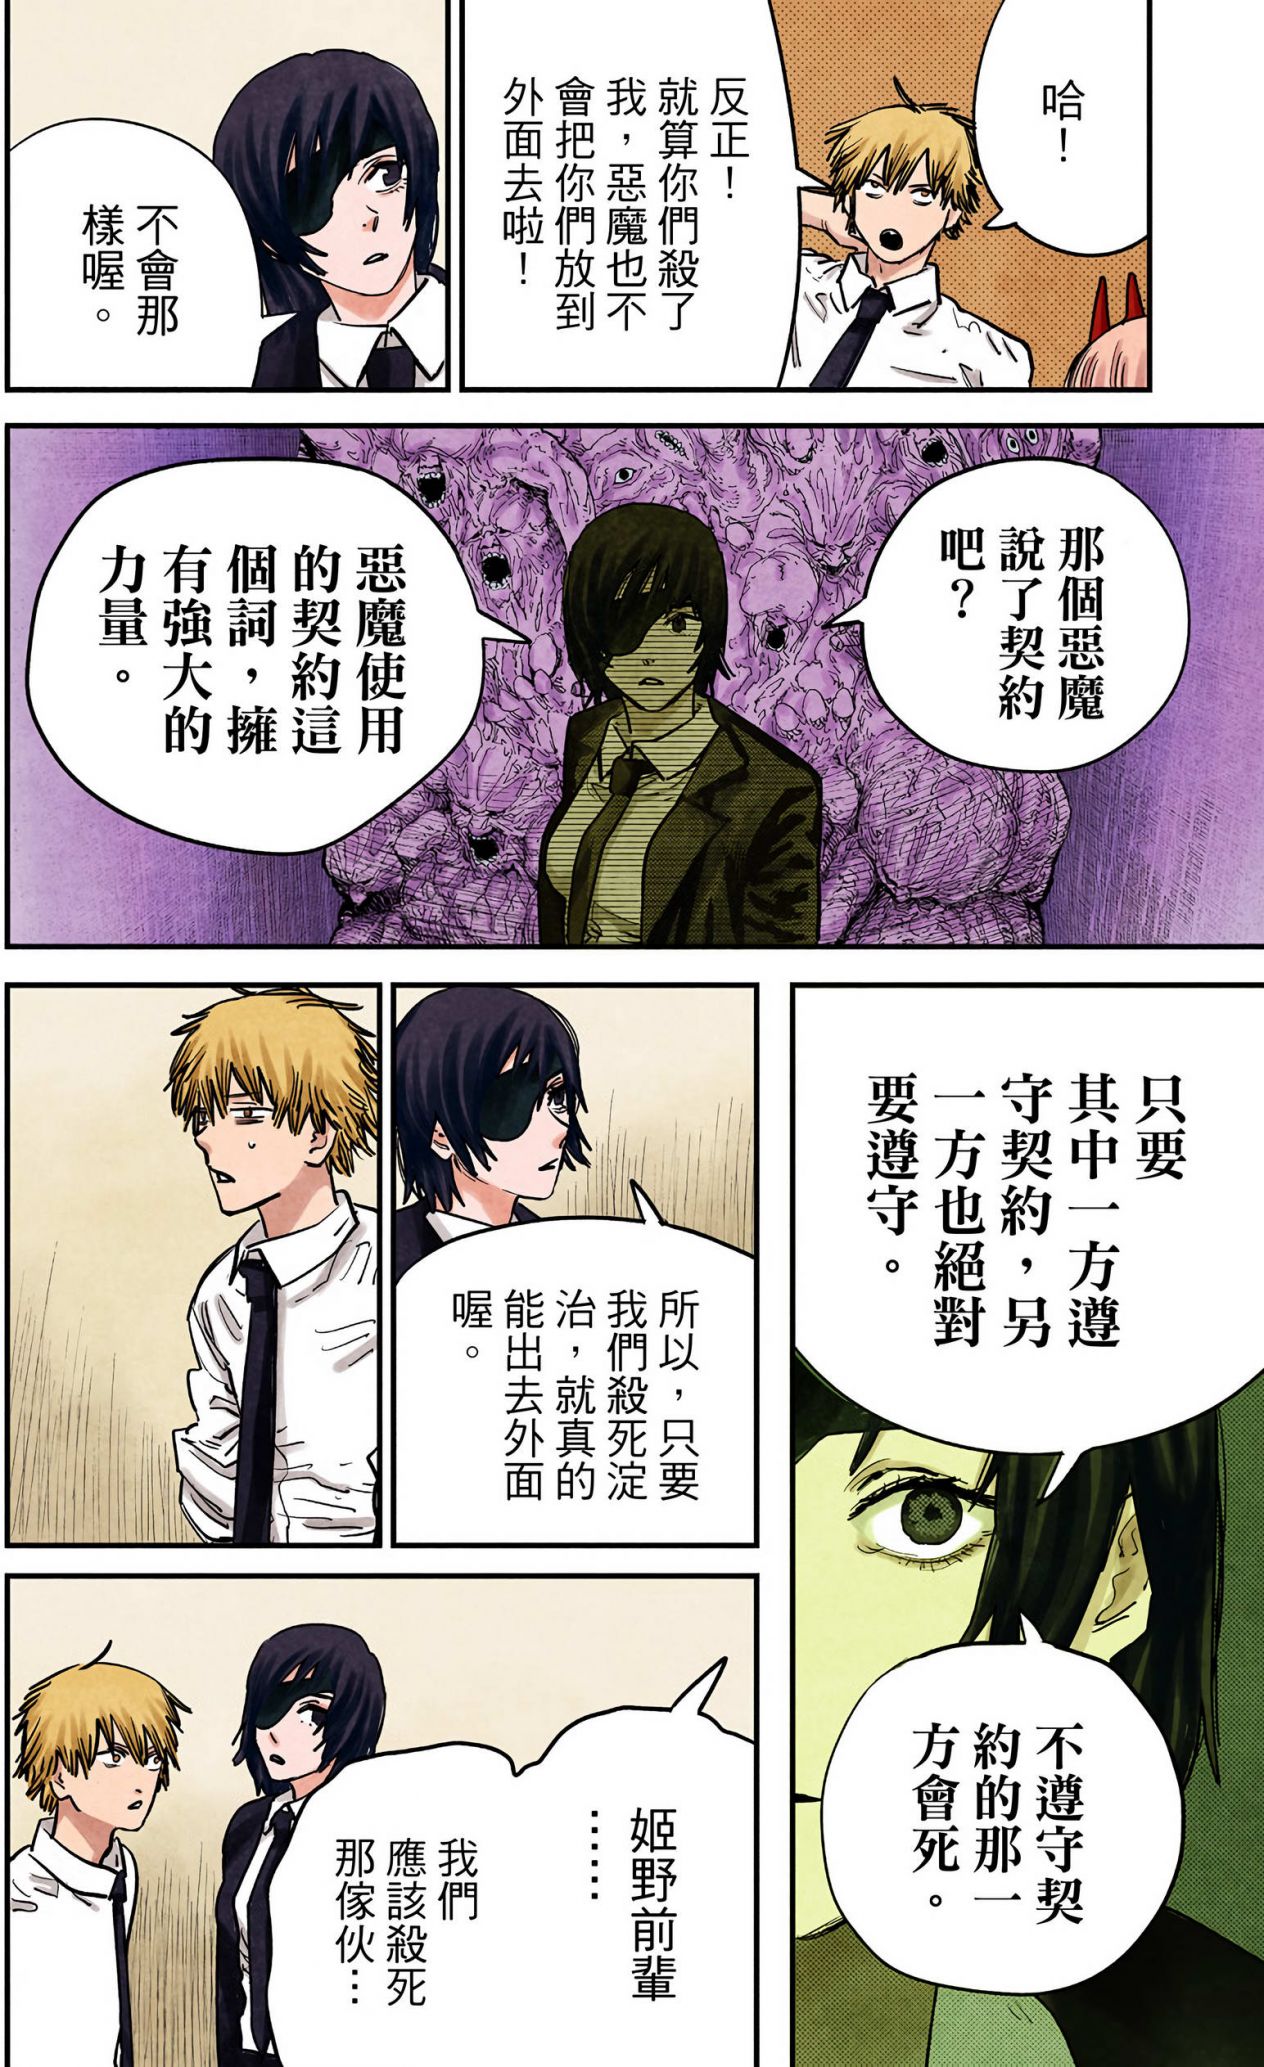 哈！
反正！
就算你們殺了
我，惡魔也不
會把你們放到
外面去啦！
不會那
樣喔。
那個惡魔
說了契約
吧？
惡魔使用
的契約這
個詞，擁
有強大的
力量。
只要
其中一方遵
守契約，另
一方也絕對
要遵守。
不遵守契
約的那一
方會死。
所以，只要
我們殺死淀
治，就真的
能出去外面
喔。
姬野前輩
⋯⋯
我們
應該殺死
那傢伙⋯